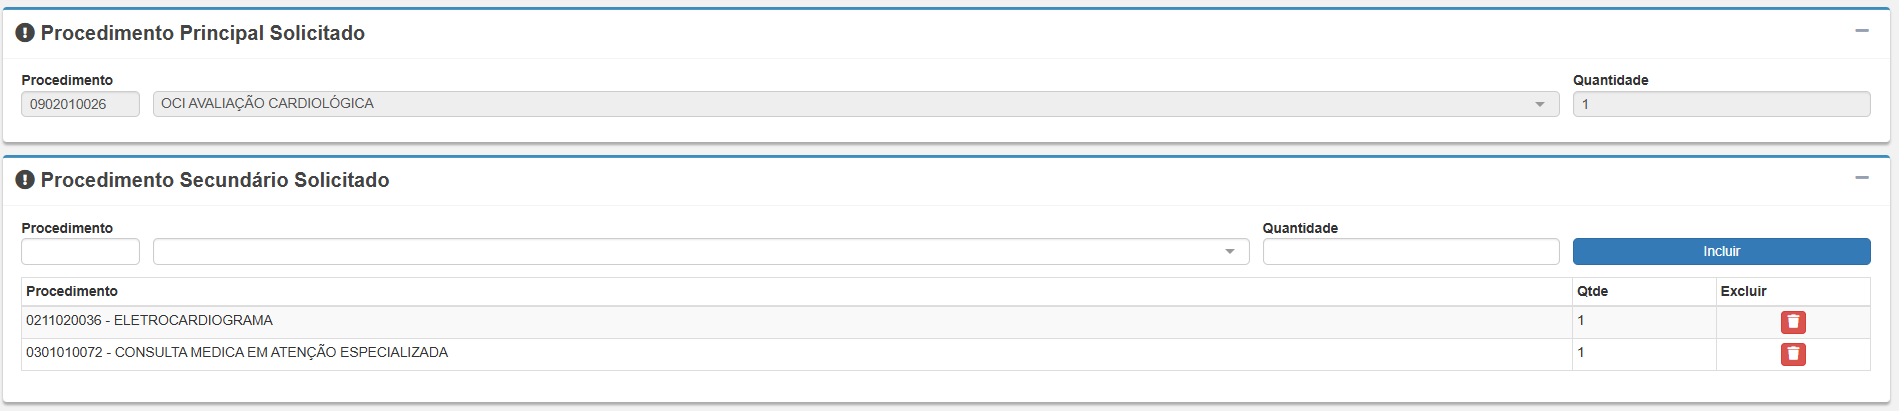 Procedimento Principal Solicitado
Procedimento Quantidade
0902010026 OCI AVALIAÇÃO CARDIOLÓGICA 1
Procedimento Secundário Solicitado
Procedimento Quantidade
Incluir
Procedimento Qtde Excluir
0211020036 - ELETROCARDIOGRAMA 1
0301010072 - CONSULTA MEDICA EM ATENÇÃO ESPECIALIZADA 1